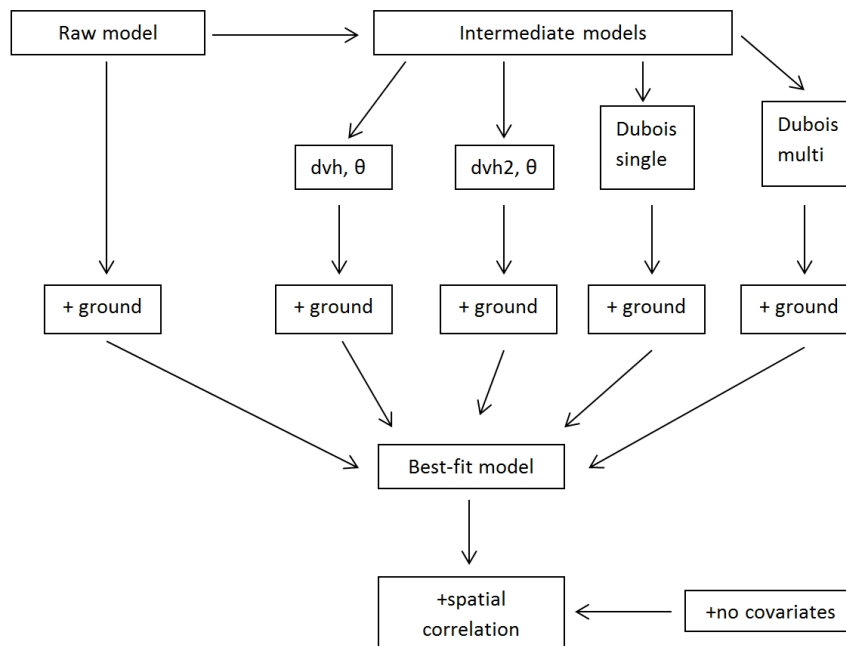 Raw model
Intermediate models
dvh, θ
dvh2, θ
Dubois
single
Dubois
multi
+ ground
+ ground
+ ground
+ ground
+ ground
Best-fit model
+spatial
correlation
+no covariates